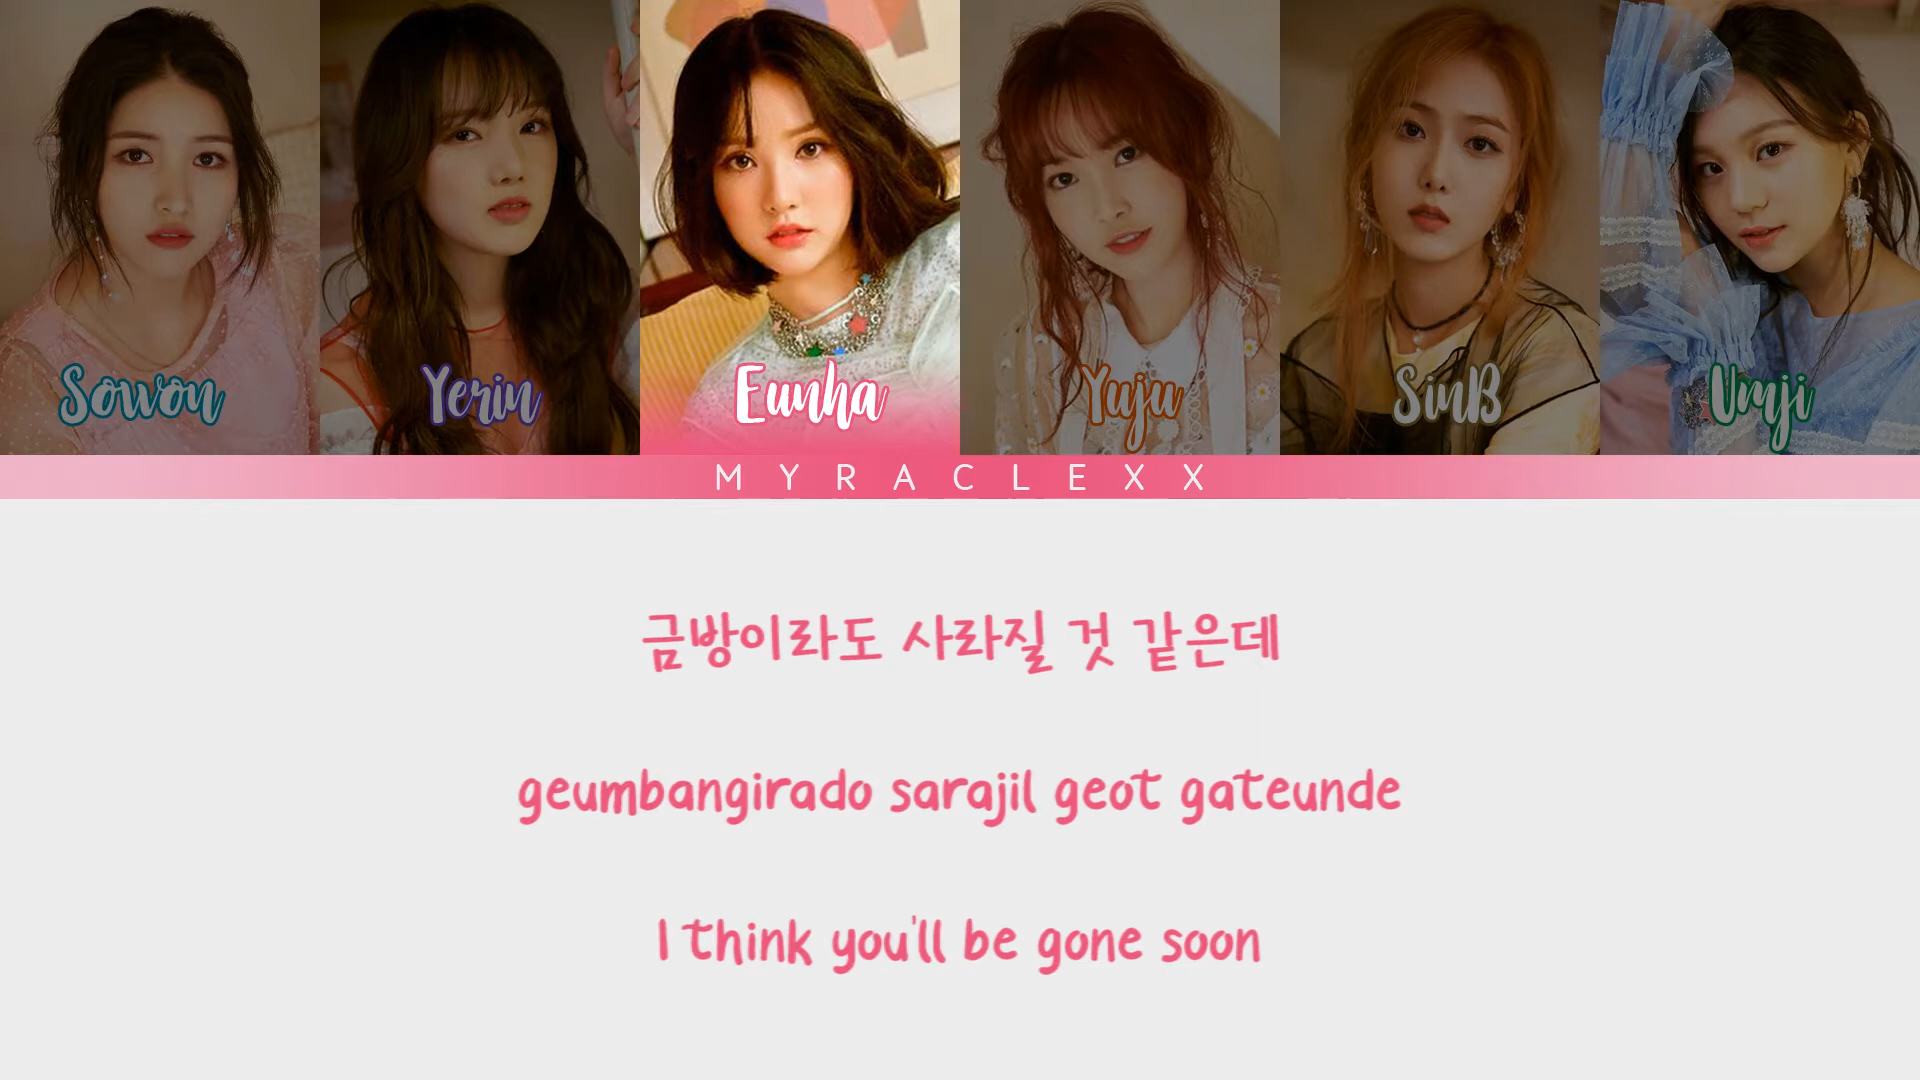 Sowon
Yerin
Eunha
Yuju
SinB
Umji
MYRACLEXX
금방이라도 사라질 것 같은데
geumbangirado sarajil geot gateunde
I think you'll be gone soon